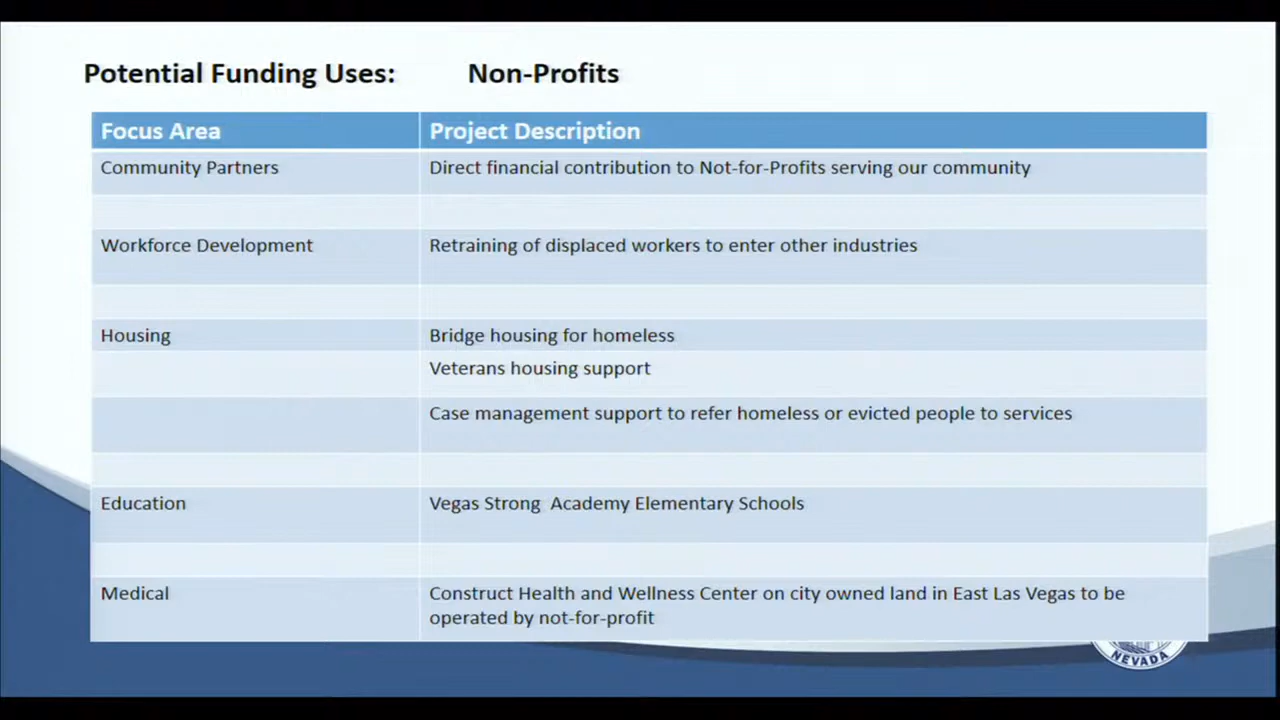 Potential Funding Uses: Non-Profits
Focus Area Project Description
Community Partners Direct financial contribution to Not-for-Profits serving our community
Workforce Development Retraining of displaced workers to enter other industries
Housing Bridge housing for homeless
Veterans housing support
Case management support to refer homeless or evicted people to services
Education Vegas Strong Academy Elementary Schools
Medical Construct Health and Wellness Center on city owned land in East Las Vegas to be
operated by not-for-profit
NEVADA